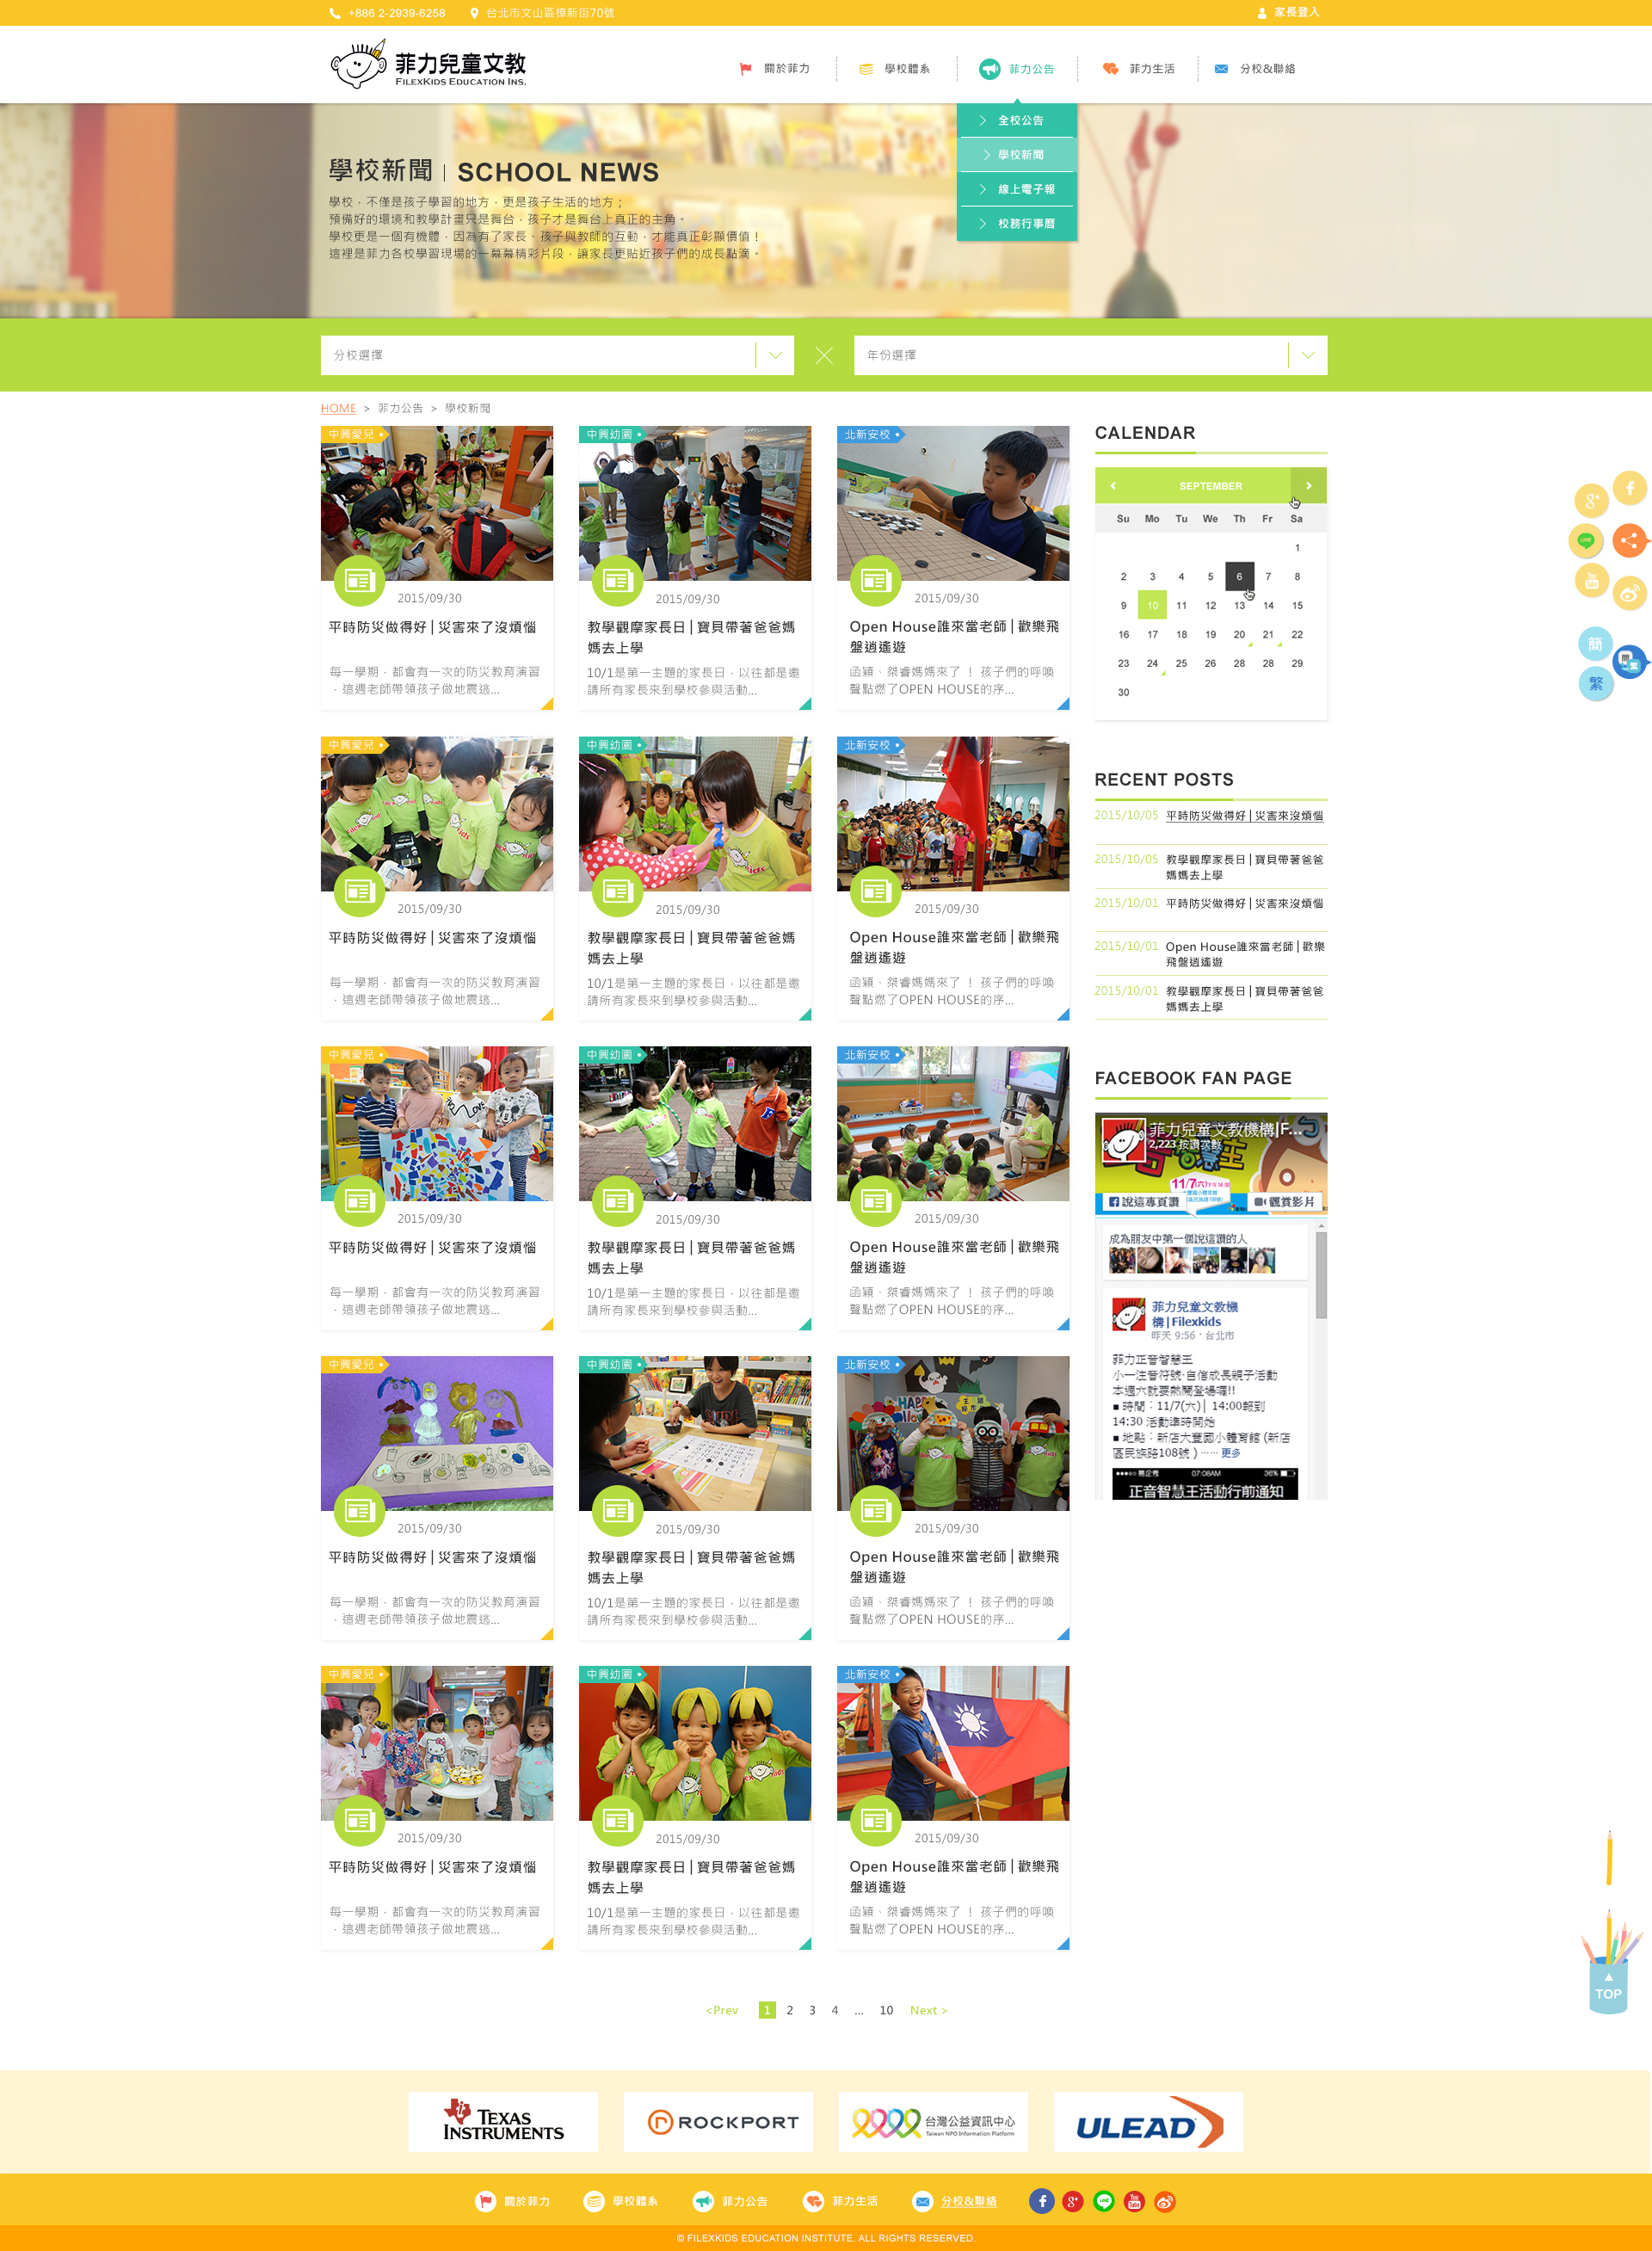 +886 2-2939-6258
台北市文山區樟新街70號
家長登入
菲力兒童文教
FILEXKIDS EDUCATION INS.
關於菲力
學校體系
菲力公告
菲力生活
分校&聯絡
全校公告
學校新聞
線上電子報
校務行事曆
學校新聞 | SCHOOL NEWS
學校，不僅是孩子學習的地方，更是孩子生活的地方；
預備好的環境和教學計畫只是舞台，孩子才是舞台上真正的主角。
學校更是一個有機體，因為有了家長、孩子與教師的互動，才能真正彰顯價值！
這裡是菲力各校學習現場的一幕幕精彩片段，讓家長更貼近孩子們的成長點滴。
分校選擇
年份選擇
HOME > 菲力公告 > 學校新聞
中興愛兒
2015/09/30
平時防災做得好|災害來了沒煩惱
每一學期，都會有一次的防災教育演習
，這週老師帶領孩子做地震逃...
中興幼園
2015/09/30
教學觀摩家長日|寶貝帶著爸爸媽
媽去上學
10/1是第一主題的家長日，以往都是邀
請所有家長來到學校參與活動...
北新安校
2015/09/30
Open House誰來當老師|歡樂飛
盤逍遙遊
函穎、桀睿媽媽來了 ！ 孩子們的呼喚
聲點燃了OPEN HOUSE的序...
中興愛兒
2015/09/30
平時防災做得好|災害來了沒煩惱
每一學期，都會有一次的防災教育演習
，這週老師帶領孩子做地震逃...
中興幼園
2015/09/30
教學觀摩家長日|寶貝帶著爸爸媽
媽去上學
10/1是第一主題的家長日，以往都是邀
請所有家長來到學校參與活動...
北新安校
2015/09/30
Open House誰來當老師|歡樂飛
盤逍遙遊
函穎、桀睿媽媽來了 ！ 孩子們的呼喚
聲點燃了OPEN HOUSE的序...
中興愛兒
2015/09/30
平時防災做得好|災害來了沒煩惱
每一學期，都會有一次的防災教育演習
，這週老師帶領孩子做地震逃...
中興幼園
2015/09/30
教學觀摩家長日|寶貝帶著爸爸媽
媽去上學
10/1是第一主題的家長日，以往都是邀
請所有家長來到學校參與活動...
北新安校
2015/09/30
Open House誰來當老師|歡樂飛
盤逍遙遊
函穎、桀睿媽媽來了 ！ 孩子們的呼喚
聲點燃了OPEN HOUSE的序...
中興愛兒
2015/09/30
平時防災做得好|災害來了沒煩惱
每一學期，都會有一次的防災教育演習
，這週老師帶領孩子做地震逃...
中興幼園
2015/09/30
教學觀摩家長日|寶貝帶著爸爸媽
媽去上學
10/1是第一主題的家長日，以往都是邀
請所有家長來到學校參與活動...
北新安校
2015/09/30
Open House誰來當老師|歡樂飛
盤逍遙遊
函穎、桀睿媽媽來了 ！ 孩子們的呼喚
聲點燃了OPEN HOUSE的序...
中興愛兒
2015/09/30
平時防災做得好|災害來了沒煩惱
每一學期，都會有一次的防災教育演習
，這週老師帶領孩子做地震逃...
中興幼園
2015/09/30
教學觀摩家長日|寶貝帶著爸爸媽
媽去上學
10/1是第一主題的家長日，以往都是邀
請所有家長來到學校參與活動...
北新安校
2015/09/30
Open House誰來當老師|歡樂飛
盤逍遙遊
函穎、桀睿媽媽來了 ！ 孩子們的呼喚
聲點燃了OPEN HOUSE的序...
CALENDAR
SEPTEMBER
Su Mo Tu We Th Fr Sa
1
2 3 4 5 6 7 8
9 10 11 12 13 14 15
16 17 18 19 20 21 22
23 24 25 26 28 28 29
30
RECENT POSTS
2015/10/05 平時防災做得好|災害來沒煩惱
2015/10/05 教學觀摩家長日|寶貝帶著爸爸
媽媽去上學
2015/10/01 平時防災做得好|災害來沒煩惱
2015/10/01 Open House誰來當老師|歡樂
飛盤逍遙遊
2015/10/01 教學觀摩家長日|寶貝帶著爸爸
媽媽去上學
FACEBOOK FAN PAGE
菲力兒童文教機構|F...
2,223 按讚次數
11/7(六)
說這專頁讚
觀賞影片
成為朋友中第一個說這讚的人
菲力兒童文教機
構|Filexkids
昨天 9:56 · 台北市
菲力正音智慧王
小一注音符號·自信成長親子活動
本週六就要熱鬧登場囉!!
■ 時間：11/7(六)│ 14:00報到
14:30 活動準時開始
■ 地點：新店大豐國小體育館 (新店
區民族路108號 ) ⋯⋯ 更多
07:08AM
36%
正音智慧王活動行前通知
g+
f
LINE
You Tube
簡
繁
TOP
<Prev 1 2 3 4 ... 10 Next >
TEXAS
INSTRUMENTS
ROCKPORT
台灣公益資訊中心
Taiwan NPO Information Platform
ULEAD
關於菲力
學校體系
菲力公告
菲力生活
分校&聯絡
© FILEXKIDS EDUCATION INSTITUTE. ALL RIGHTS RESERVED.